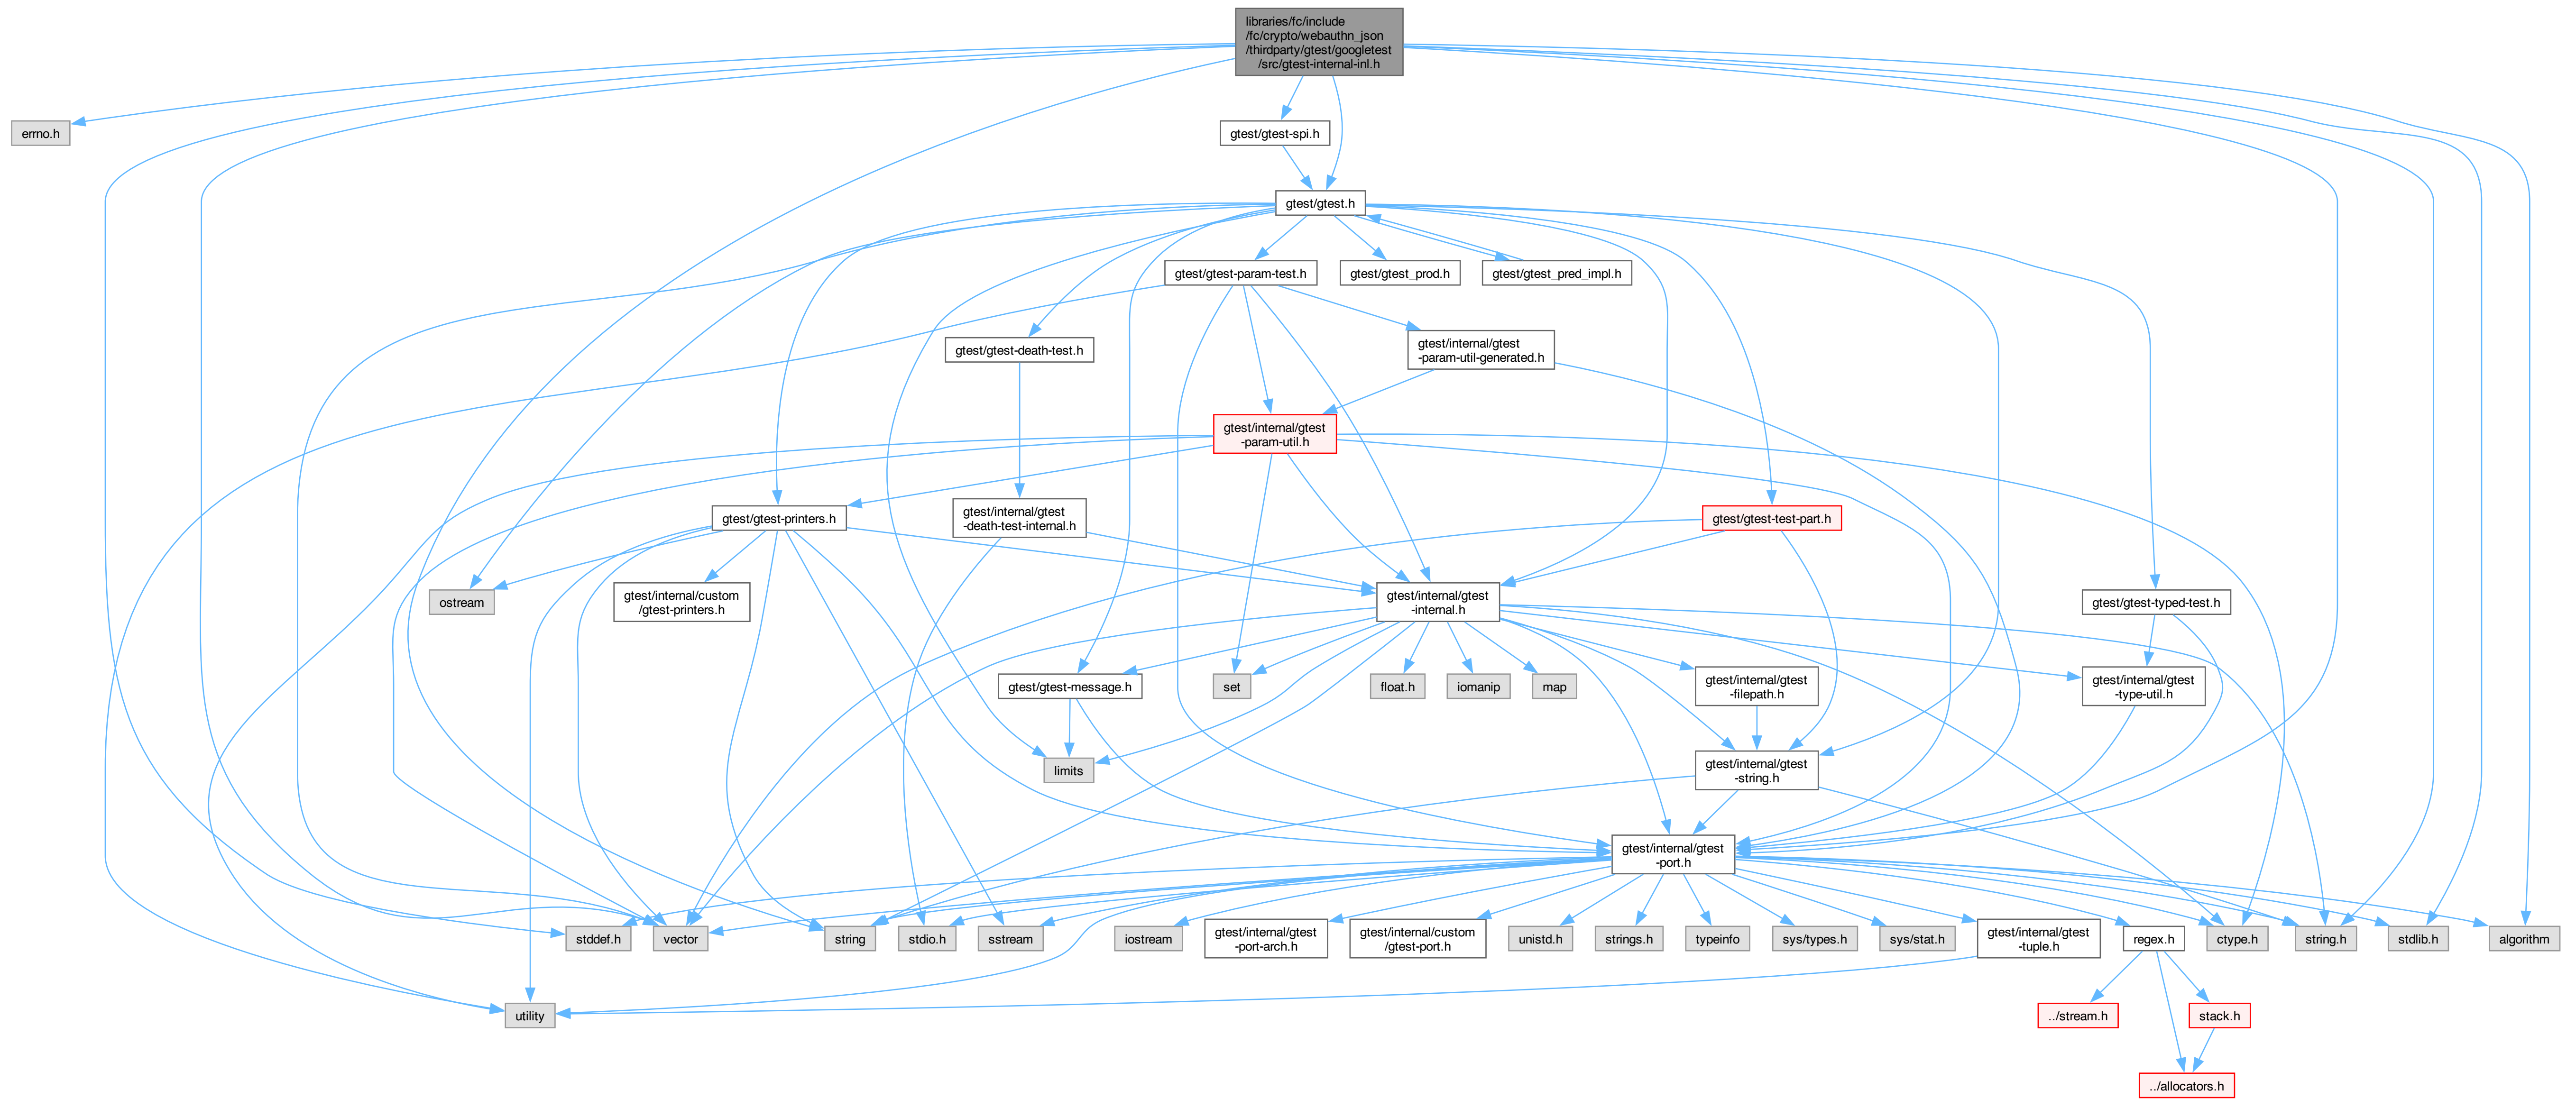 libraries/fc/include
/fc/crypto/webauthn_json
/thirdparty/gtest/googletest
/src/gtest-internal-inl.h
errno.h
gtest/gtest-spi.h
gtest/gtest.h
gtest/gtest-param-test.h
gtest/gtest_prod.h
gtest/gtest_pred_impl.h
gtest/gtest-death-test.h
gtest/internal/gtest
-param-util-generated.h
gtest/internal/gtest
-param-util.h
gtest/gtest-printers.h
gtest/internal/gtest
-death-test-internal.h
gtest/gtest-test-part.h
ostream
gtest/internal/custom
/gtest-printers.h
gtest/internal/gtest
-internal.h
gtest/gtest-typed-test.h
gtest/gtest-message.h
set
float.h
iomanip
map
gtest/internal/gtest
-filepath.h
gtest/internal/gtest
-type-util.h
limits
gtest/internal/gtest
-string.h
gtest/internal/gtest
-port.h
stddef.h
vector
string
stdio.h
sstream
iostream
gtest/internal/gtest
-port-arch.h
gtest/internal/custom
/gtest-port.h
unistd.h
strings.h
typeinfo
sys/types.h
sys/stat.h
gtest/internal/gtest
-tuple.h
regex.h
ctype.h
string.h
stdlib.h
algorithm
utility
../stream.h
stack.h
../allocators.h